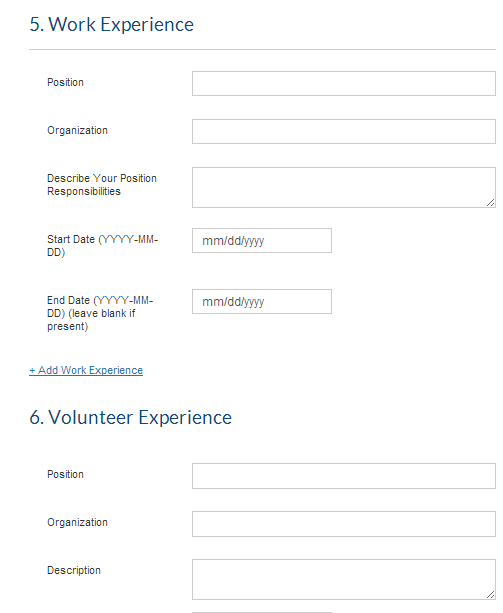 5. Work Experience
Position
Organization
Describe Your Position
Responsibilities
Start Date (YYYY-MM-
DD)
mm/dd/yyyy
End Date (YYYY-MM-
DD) (leave blank if
present)
mm/dd/yyyy
+ Add Work Experience
6. Volunteer Experience
Position
Organization
Description